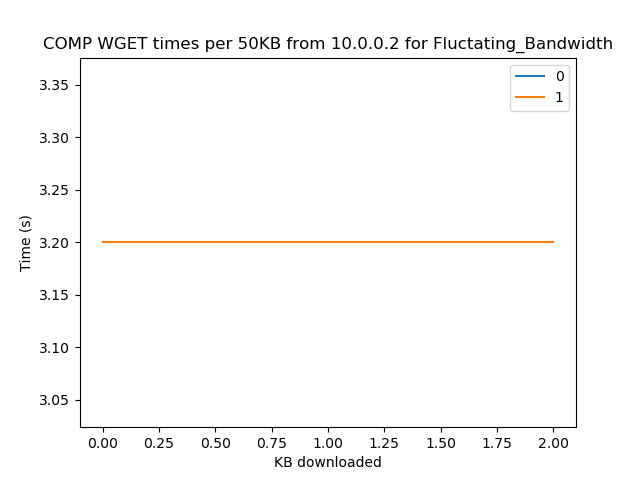 COMP WGET times per 50KB from 10.0.0.2 for Fluctating_Bandwidth
0
1
3.35
3.30
3.25
3.20
3.15
3.10
3.05
Time (s)
0.00 0.25 0.50 0.75 1.00 1.25 1.50 1.75 2.00
KB downloaded